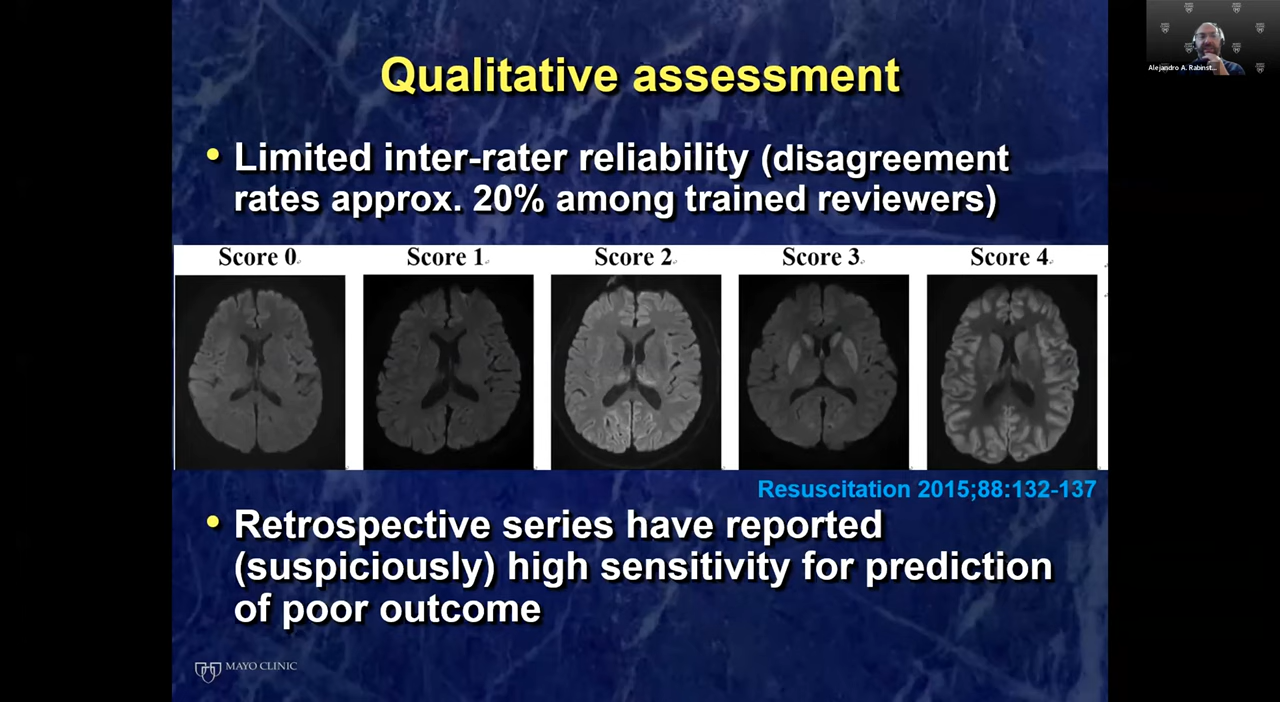 Qualitative assessment
• Limited inter-rater reliability (disagreement
rates approx. 20% among trained reviewers)
Score 0 Score 1 Score 2 Score 3 Score 4
Resuscitation 2015;88:132-137
• Retrospective series have reported
(suspiciously) high sensitivity for prediction
of poor outcome
MAYO CLINIC
Alejandro A. Rabinst...